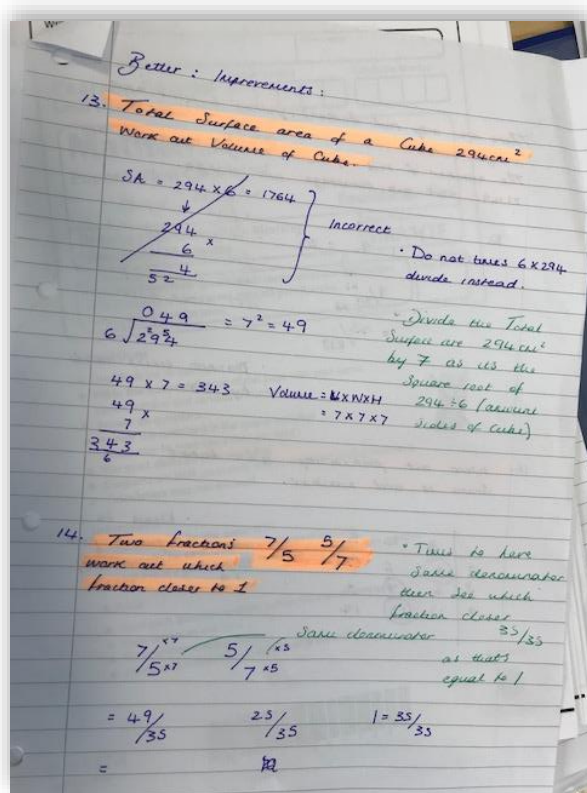 Better : Improvements :
13. Total Surface area of a Cube 294cm²
Work out Volume of Cube.
SA = 294 x 6 = 1764
294
6 x
4
52
Incorrect
• Do not times 6 x 294
divide instead.
049
6 √294 = 7² = 49
• Divide the Total
Surface are 294cm²
by 7 as its the
Square root of
294 ÷ 6 (amount
sides of Cube)
49 x 7 = 343
49 x
7
343
6
Volume = LxWxH
= 7x7x7
14. Two fractions 7/5 5/7
work out which
fraction closer to 1
• Times to have
Same denominator
then see which
fraction closer
35/35
as that's
equal to 1
Same denominator
7/5 x7 x7 5/7 x5 x5
= 49/35 25/35 1 = 35/35
=